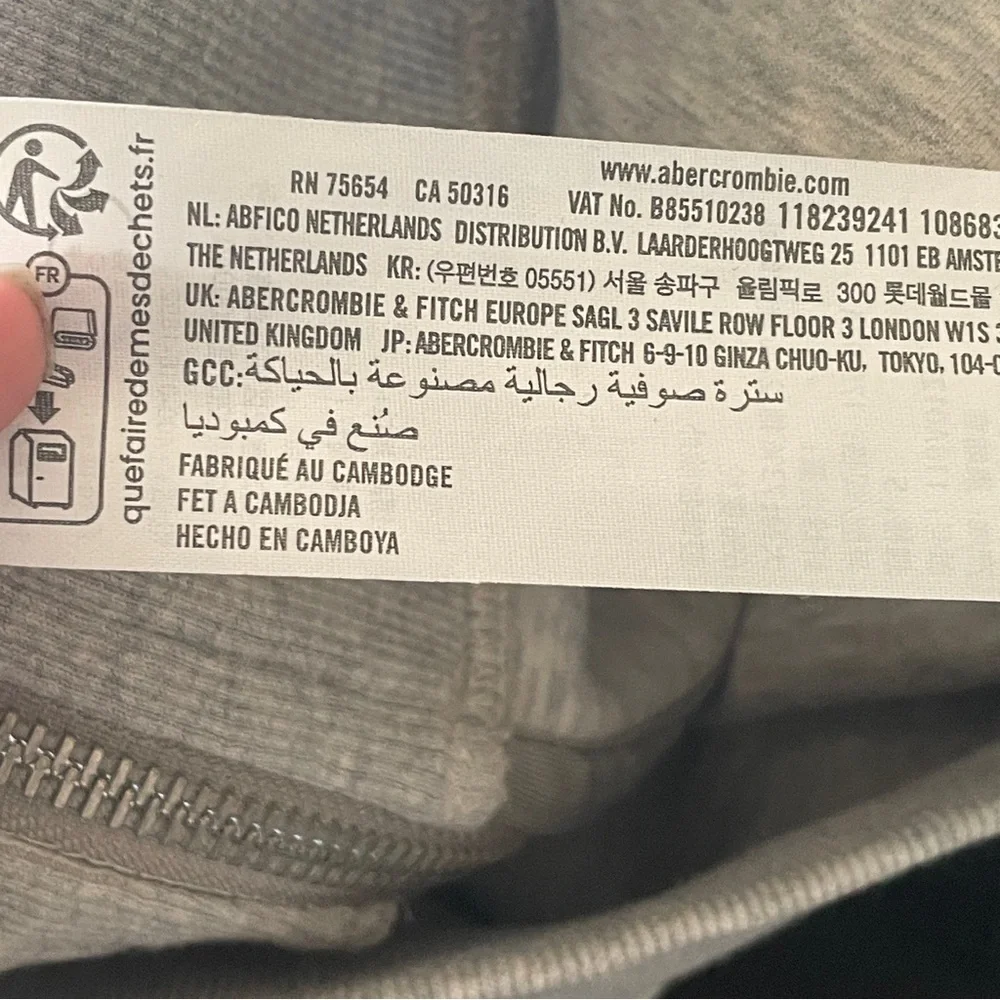 www.abercrombie.com
RN 75654 CA 50316 VAT No. B85510238 118239241
NL: ABFICO NETHERLANDS DISTRIBUTION B.V. LAARDERHOOGTWEG 25 1101 EB
THE NETHERLANDS KR: (우편번호 05551) 서울 송파구 올림픽로 300 롯데월드몰
UK: ABERCROMBIE & FITCH EUROPE SAGL 3 SAVILE ROW FLOOR 3 LONDON W1S
UNITED KINGDOM JP: ABERCROMBIE & FITCH 6-9-10 GINZA CHUO-KU, TOKYO,
GCC: سترة صوفية رجالية مصنوعة بالحياكة
صُنع في كمبوديا
FABRIQUÉ AU CAMBODGE
FET A CAMBODJA
HECHO EN CAMBOYA
quefairedemesdechets.fr
FR